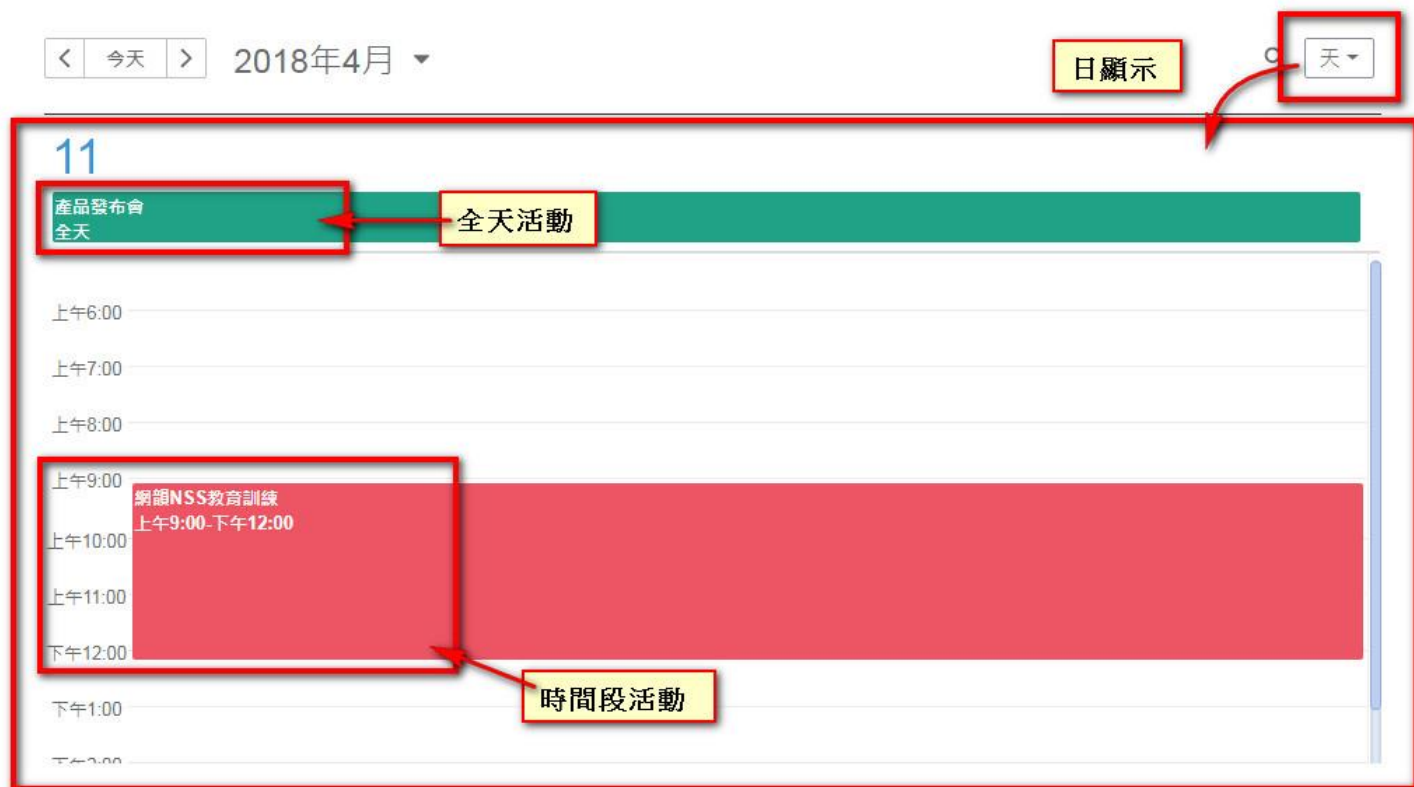 今天
2018年4月
日顯示
天
11
產品發布會
全天
全天活動
上午6:00
上午7:00
上午8:00
上午9:00
網韻NSS教育訓練
上午9:00-下午12:00
上午10:00
上午11:00
下午12:00
時間段活動
下午1:00
下午2:00